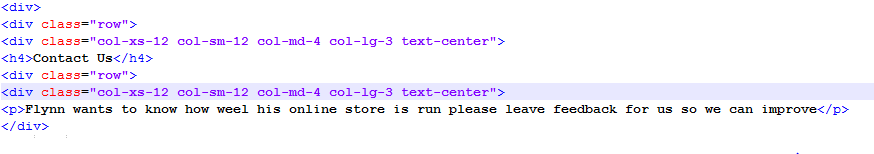 <div>
<div class="row">
<div class="col-xs-12 col-sm-12 col-md-4 col-lg-3 text-center">
<h4>Contact Us</h4>
<div class="row">
<div class="col-xs-12 col-sm-12 col-md-4 col-lg-3 text-center">
<p>Flynn wants to know how weel his online store is run please leave feedback for us so we can improve</p>
</div>